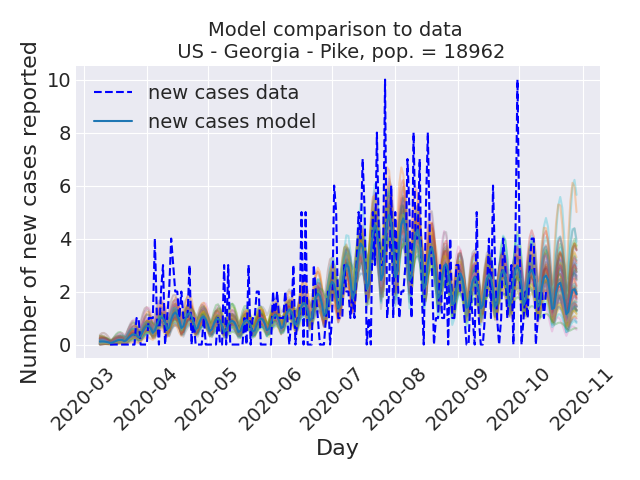 Model comparison to data
US - Georgia - Pike, pop. = 18962
Number of new cases reported
10
8
6
4
2
0
new cases data
new cases model
2020-03
2020-04
2020-05
2020-06
2020-07
2020-08
2020-09
2020-10
2020-11
Day